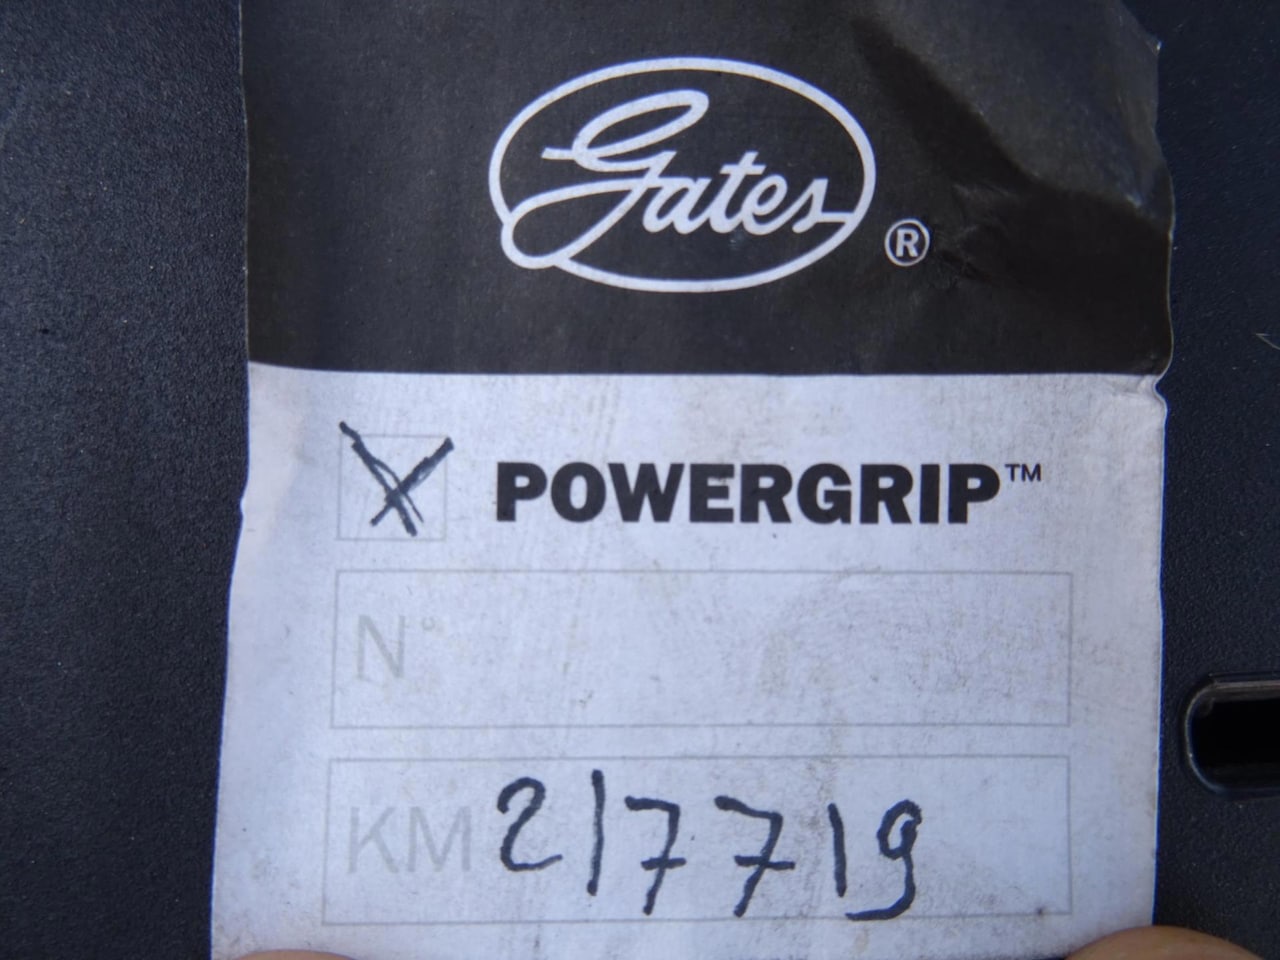 Gates ®
POWERGRIP™
N°
KM 217719